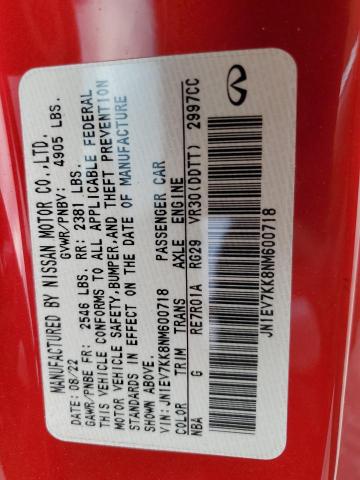 MANUFACTURED BY NISSAN MOTOR CO.,LTD.
DATE: 08/22 GVWR/PNBV: 4905 LBS.
GAWR/PNBE FR: 2546 LBS. RR: 2381 LBS.
THIS VEHICLE CONFORMS TO ALL APPLICABLE FEDERAL
MOTOR VEHICLE SAFETY,BUMPER,AND THEFT PREVENTION
STANDARDS IN EFFECT ON THE DATE OF MANUFACTURE
SHOWN ABOVE.
VIN: JN1EV7KK8NM600718 PASSENGER CAR
COLOR TRIM TRANS AXLE ENGINE
NBA G RE7R01A RG29 VR30(DDTT) 2997CC
JN1EV7KK8NM600718